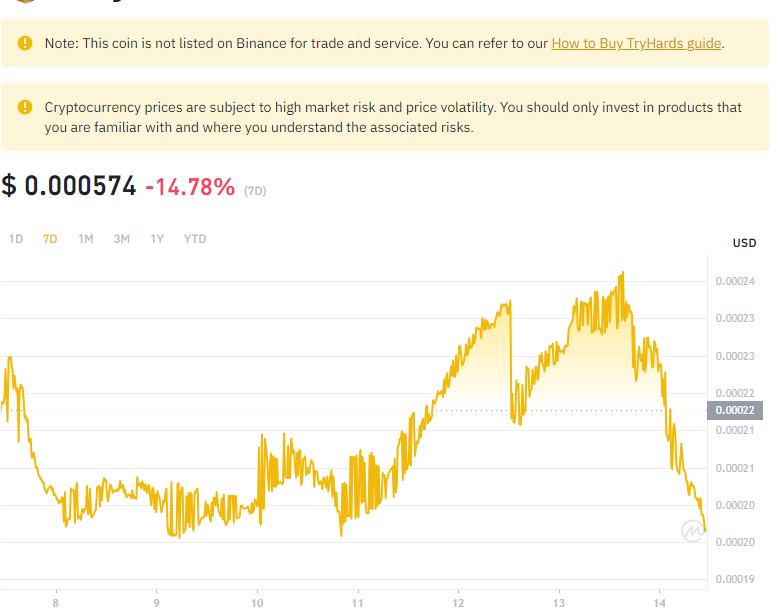 Note: This coin is not listed on Binance for trade and service. You can refer to our How to Buy TryHards guide.
Cryptocurrency prices are subject to high market risk and price volatility. You should only invest in products that
you are familiar with and where you understand the associated risks.
$ 0.000574 -14.78% (7D)
1D 7D 1M 3M 1Y YTD
USD
0.00024
0.00023
0.00023
0.00022
0.00022
0.00021
0.00021
0.00020
0.00020
0.00019
8 9 10 11 12 13 14